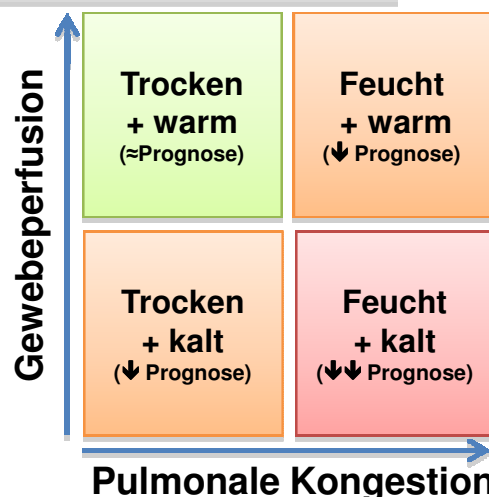 Gewebeperfusion
Trocken
+ warm
(≈Prognose)
Feucht
+ warm
(🡻 Prognose)
Trocken
+ kalt
(🡻 Prognose)
Feucht
+ kalt
(🡻🡻 Prognose)
Pulmonale Kongestion